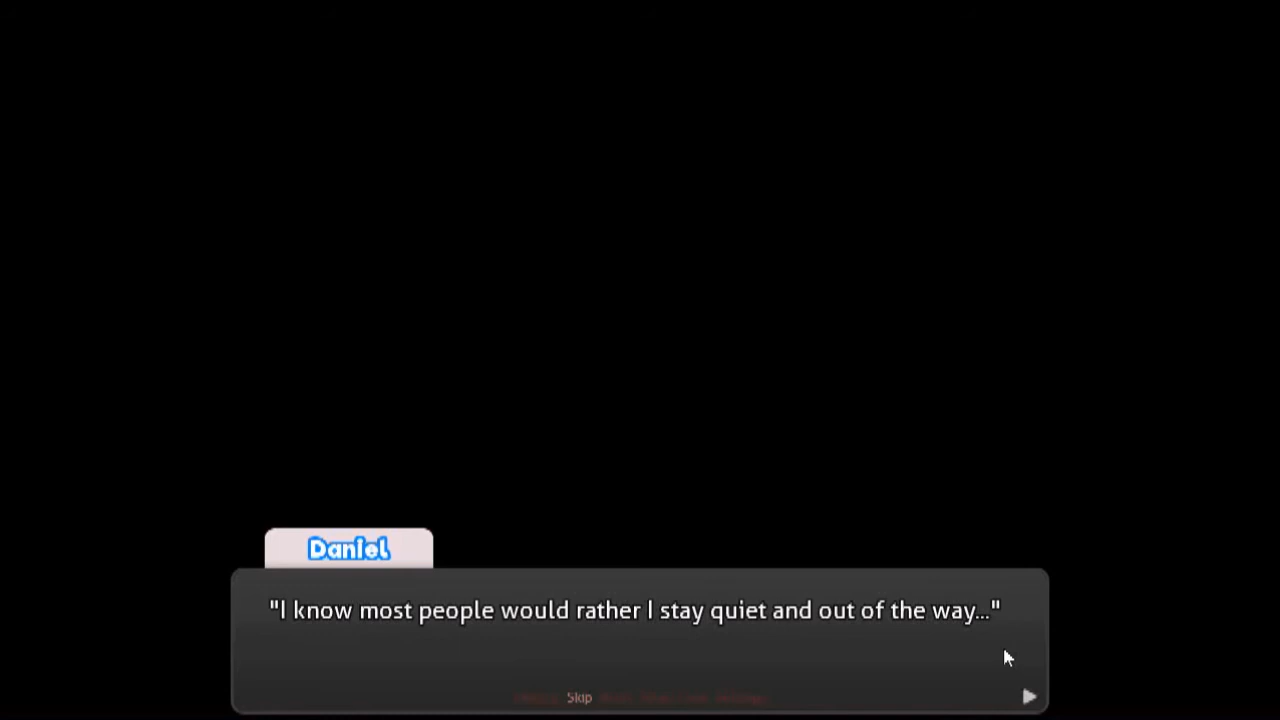 Daniel
"I know most people would rather I stay quiet and out of the way..."
Skip